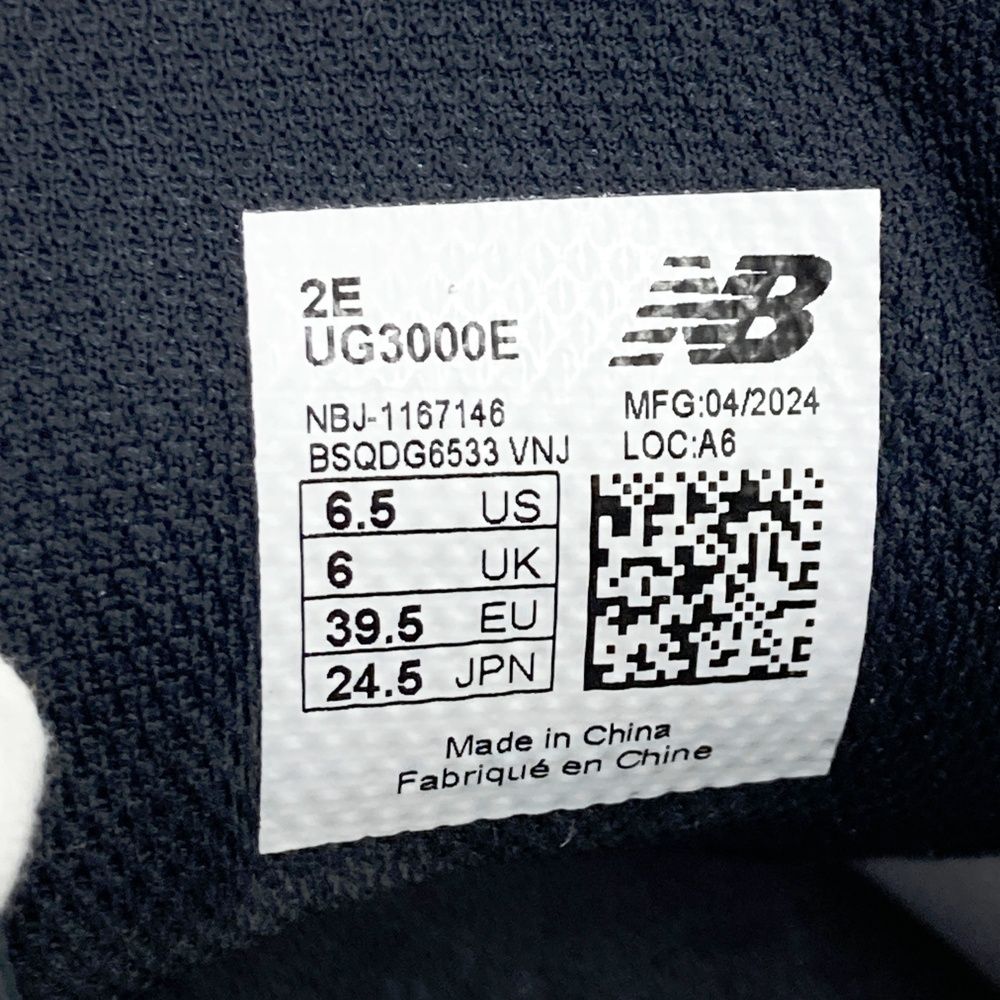 2E
UG3000E
NB
NBJ-1167146
MFG:04/2024
BSQDG6533 VNJ
LOC:A6
6.5 US
6 UK
39.5 EU
24.5 JPN
Made in China
Fabriqué en Chine